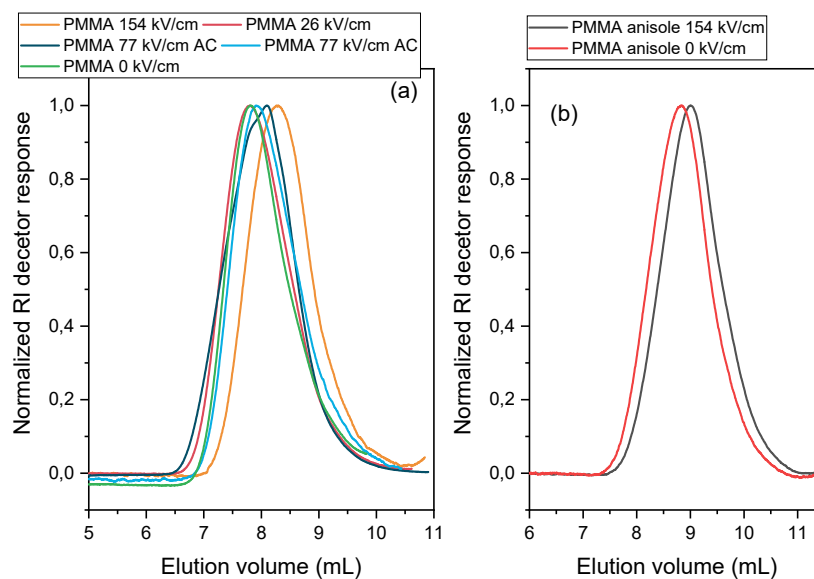 PMMA 154 kV/cm PMMA 26 kV/cm
PMMA 77 kV/cm AC PMMA 77 kV/cm AC
PMMA 0 kV/cm
(a)
1,0
0,8
0,6
0,4
0,2
0,0
Normalized RI decetor response
5 6 7 8 9 10 11
Elution volume (mL)
PMMA anisole 154 kV/cm
PMMA anisole 0 kV/cm
(b)
1,0
0,8
0,6
0,4
0,2
0,0
Normalized RI decetor response
6 7 8 9 10 11
Elution volume (mL)